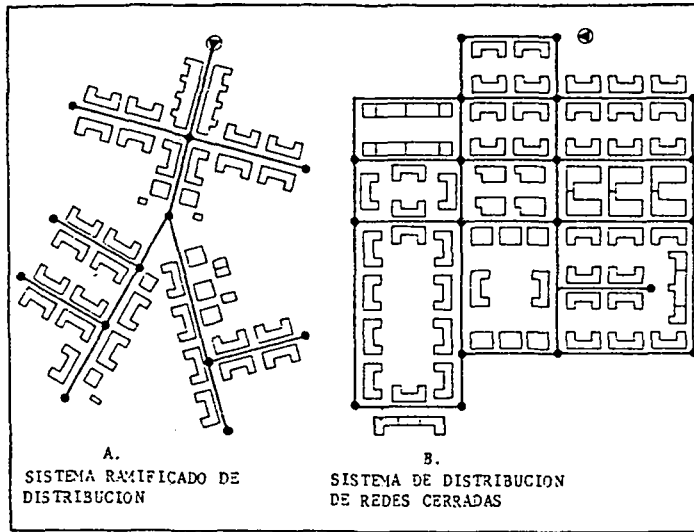 A.
SISTEMA RAMIFICADO DE
DISTRIBUCION
B.
SISTEMA DE DISTRIBUCION
DE REDES CERRADAS